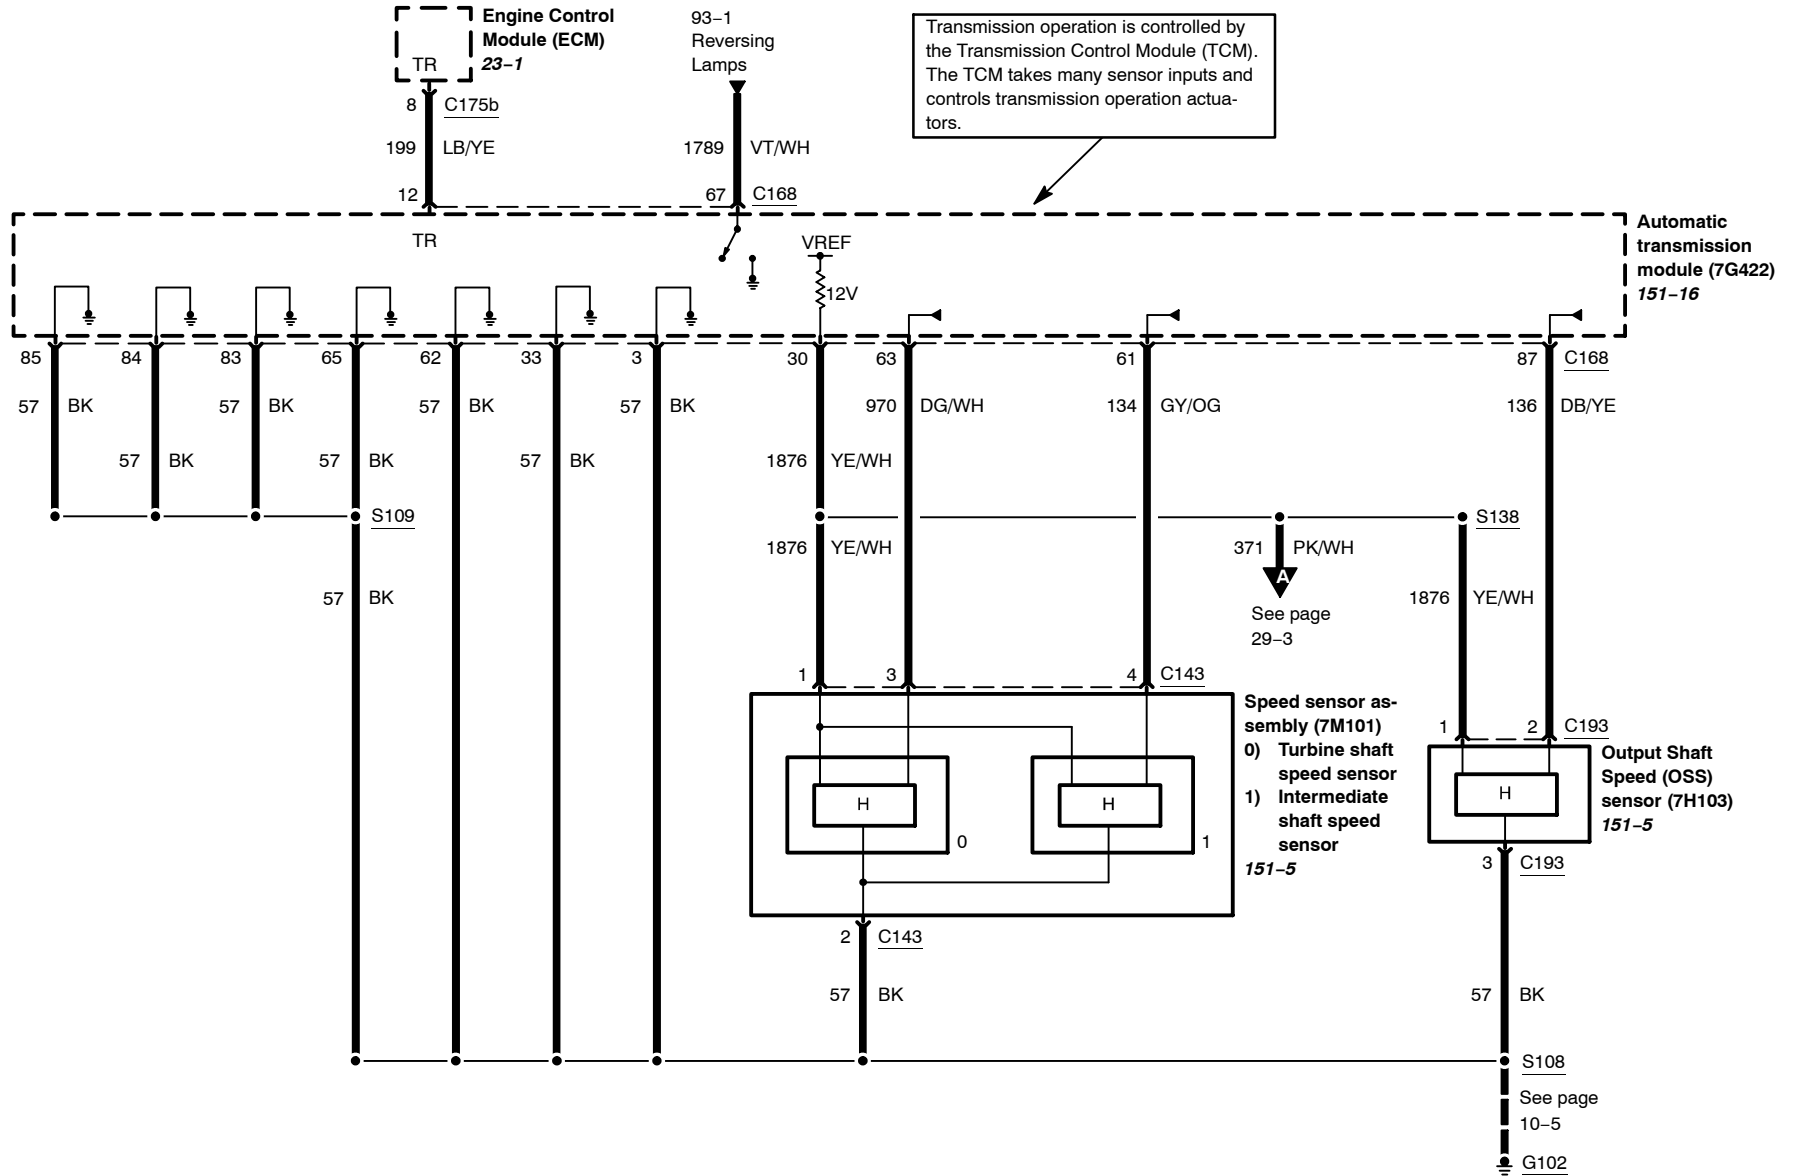 Engine Control
Module (ECM)
23−1
TR
8 C175b
199 LB/YE
12
93−1
Reversing
Lamps
1789 VT/WH
67 C168
Transmission operation is controlled by
the Transmission Control Module (TCM).
The TCM takes many sensor inputs and
controls transmission operation actua-
tors.
TR
VREF
12V
Automatic
transmission
module (7G422)
151−16
85 84 83 65 62 33 3 30 63 61 87 C168
57 BK 57 BK 57 BK 57 BK 970 DG/WH 134 GY/OG 136 DB/YE
57 BK 57 BK 57 BK 1876 YE/WH
S109 S138
1876 YE/WH 371 PK/WH
A
57 BK 1876 YE/WH
See page
29−3
1 3 4 C143
Speed sensor as-
sembly (7M101)
0) Turbine shaft
speed sensor
1) Intermediate
shaft speed
sensor
151−5
H H
0 1
1 2 C193
Output Shaft
Speed (OSS)
sensor (7H103)
151−5
H
3 C193
2 C143
57 BK 57 BK
S108
See page
10−5
G102